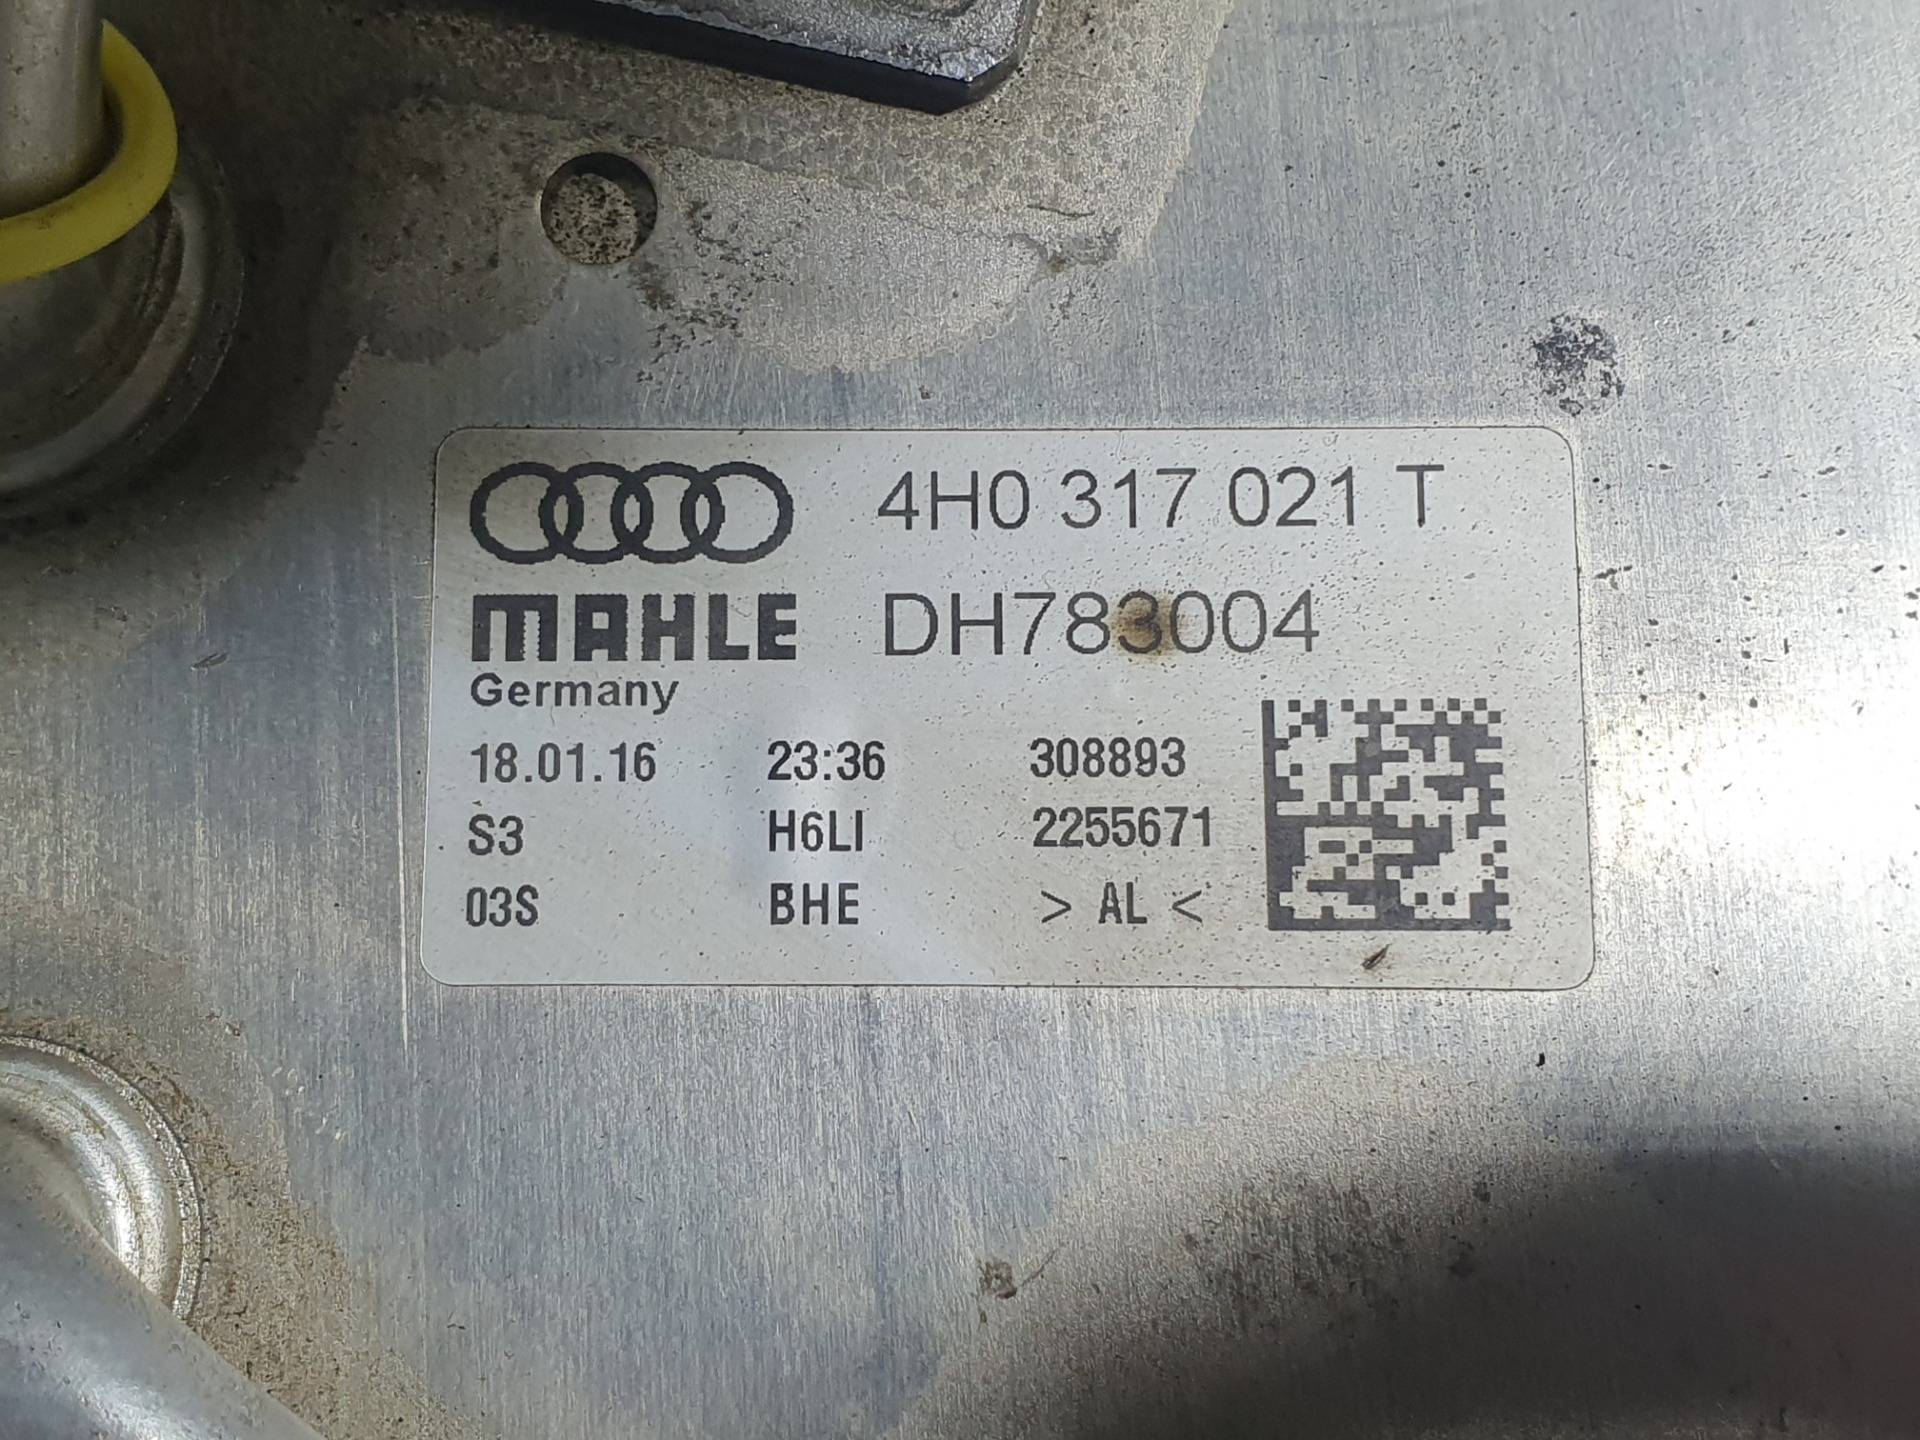 4H0 317 021 T
MAHLE DH783004
Germany
18.01.16 23:36 308893
S3 H6LI 2255671
03S BHE > AL <